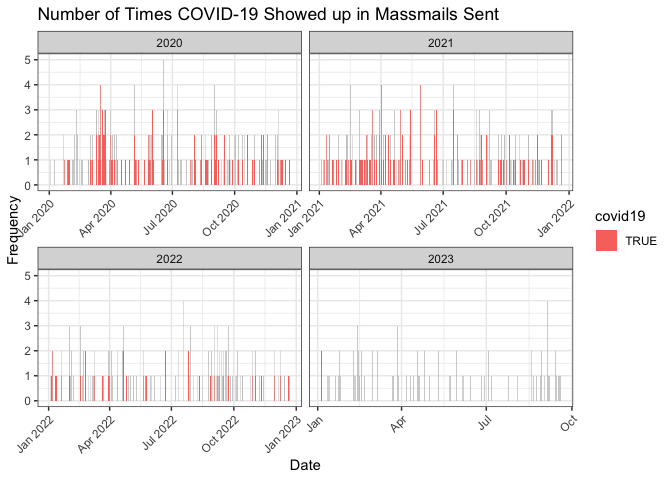 Number of Times COVID-19 Showed up in Massmails Sent
2020
2021
5
4
3
2
1
0
Jan 2020
Apr 2020
Jul 2020
Oct 2020
Jan 2021
Jan 2021
Apr 2021
Jul 2021
Oct 2021
Jan 2022
Frequency
covid19
TRUE
2022
2023
5
4
3
2
1
0
Jan 2022
Apr 2022
Jul 2022
Oct 2022
Jan 2023
Jan
Apr
Jul
Oct
Date